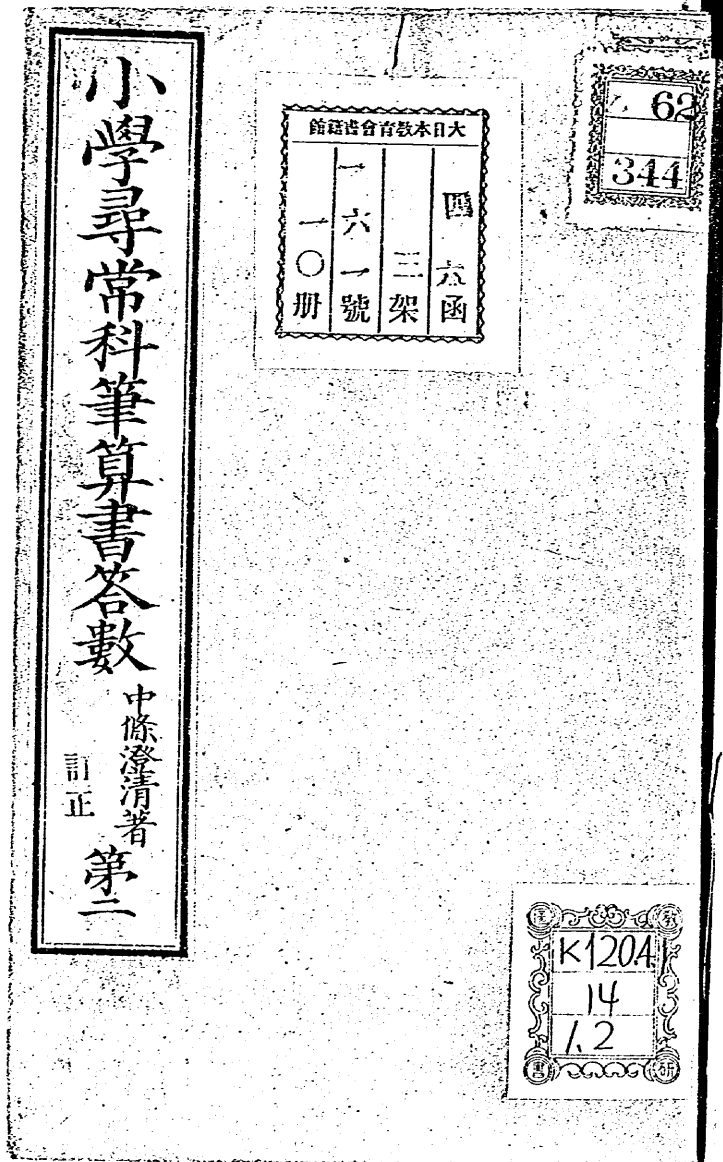 小學尋常科筆算書答數
中條澄清著
訂正
第二
大日本教育會書籍館
四六函
三架
一六一號
一〇册
62
344
K120.4
14
1.2